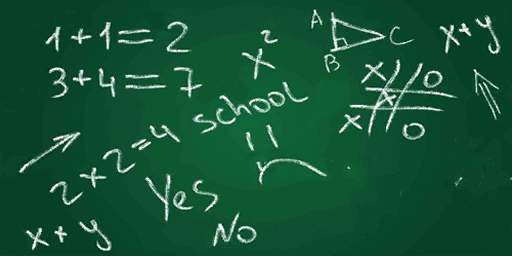 1+1=2
3+4=7
x²
A
B
C
x+y
x
0
x
x
0
school
2x2=4
Yes
No
x+y